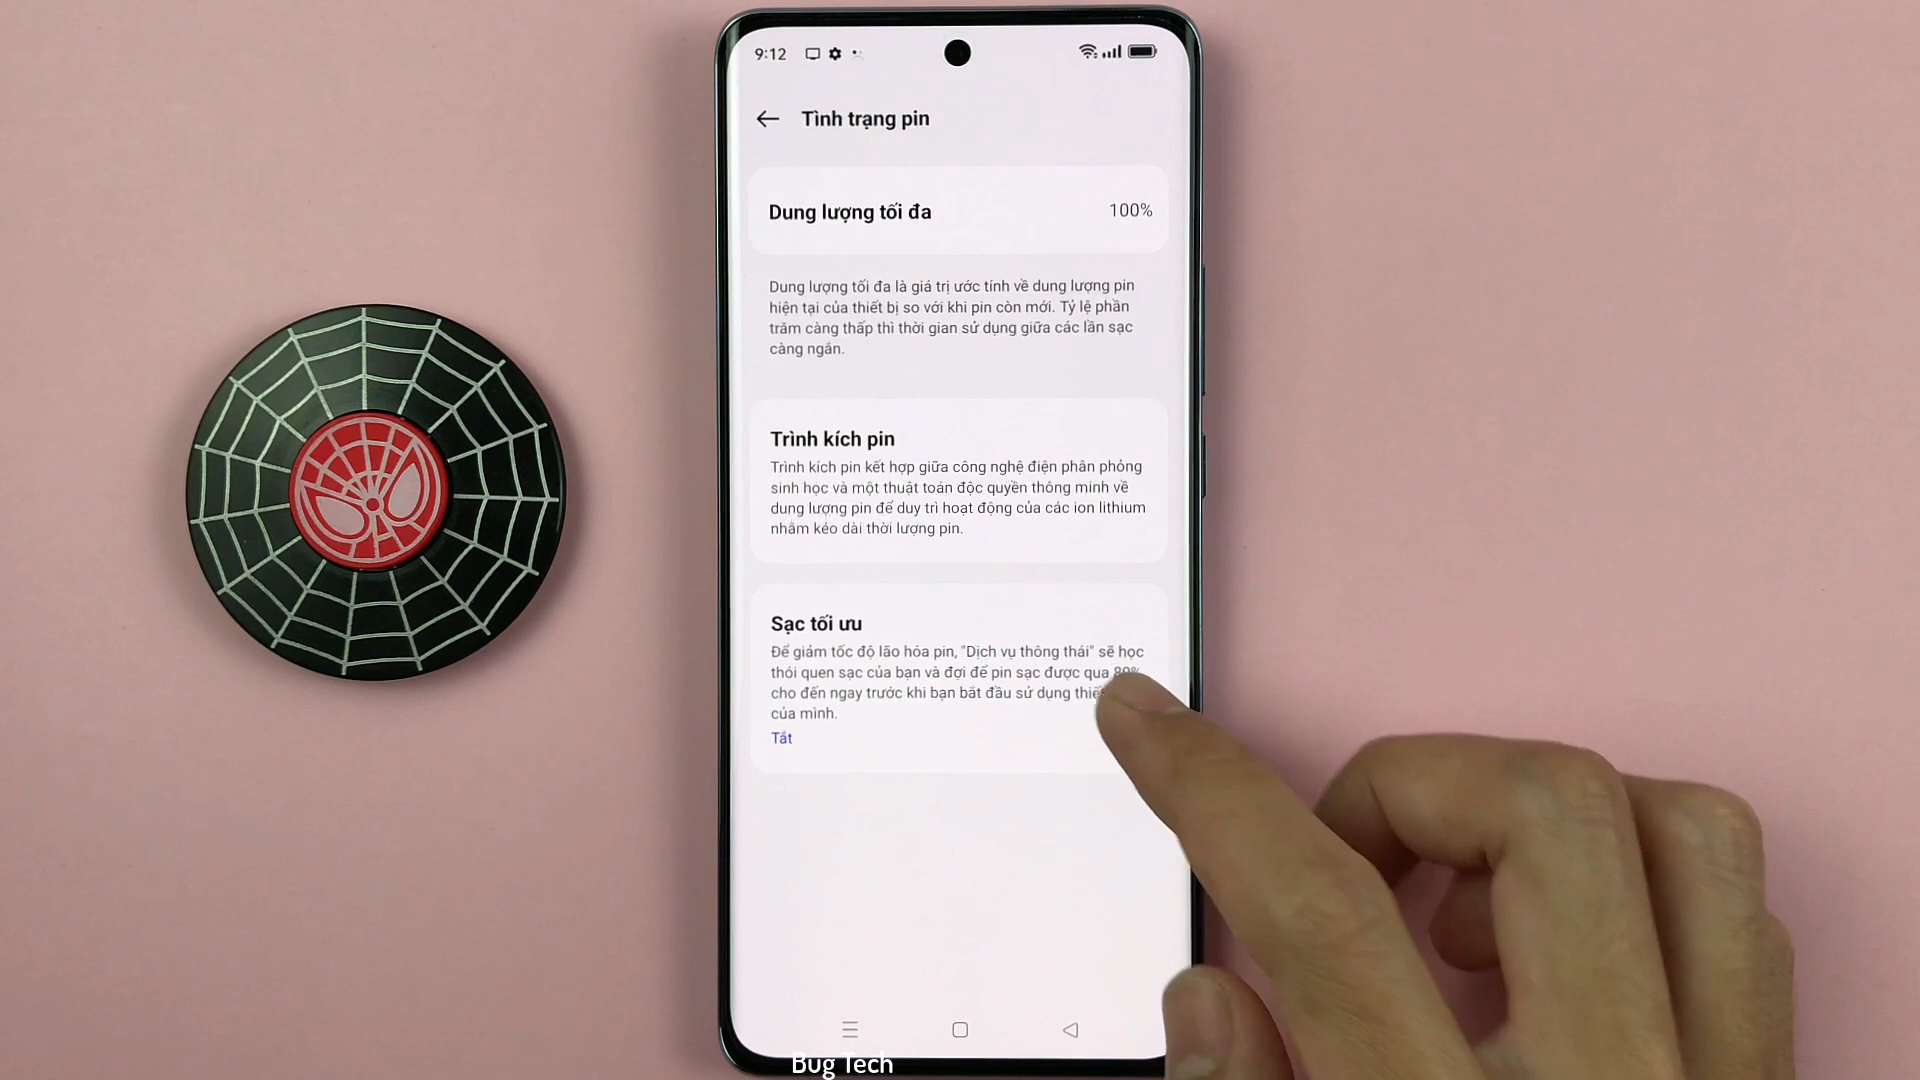 9:12
Tình trạng pin
Dung lượng tối đa 100%
Dung lượng tối đa là giá trị ước tính về dung lượng pin
hiện tại của thiết bị so với khi pin còn mới. Tỷ lệ phần
trăm càng thấp thì thời gian sử dụng giữa các lần sạc
càng ngắn.
Trình kích pin
Trình kích pin kết hợp giữa công nghệ điện phân phỏng
sinh học và một thuật toán độc quyền thông minh về
dung lượng pin để duy trì hoạt động của các ion lithium
nhằm kéo dài thời lượng pin.
Sạc tối ưu
Để giảm tốc độ lão hóa pin, "Dịch vụ thông thái" sẽ học
thói quen sạc của bạn và đợi để pin sạc được qua 80%
cho đến ngay trước khi bạn bắt đầu sử dụng
của mình.
Tắt
Bug Tech